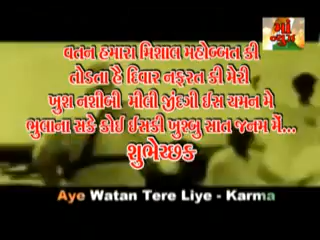 માઁ
ન્યુઝ
વતન હમારા મિશાલ મહોબ્બત કી
તોડતા હૈ દિવાર નફરત કી મેરી
ખુશ નશીબી મીલી જીંદગી ઈસ ચમન મે
ભુલાના સકે કોઈ ઈસકી ખુશ્બુ સાત જનમ મેં...
શુભેચ્છક
Aye Watan Tere Liye - Karma